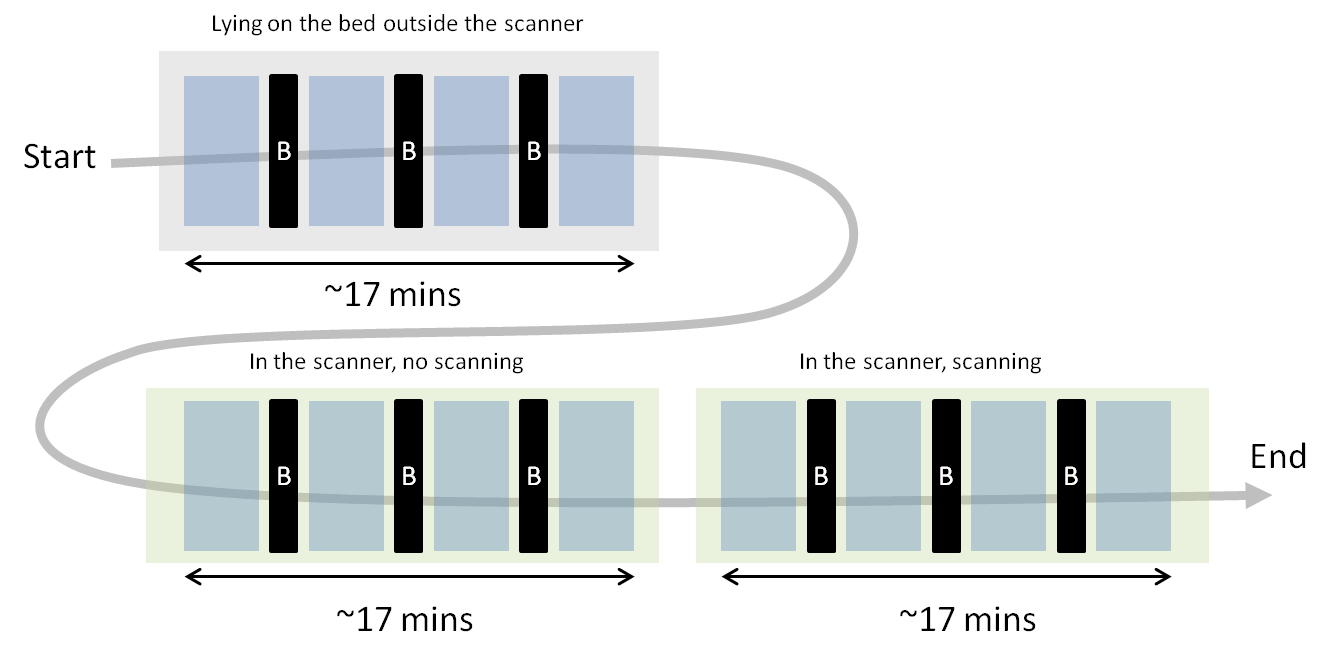 Lying on the bed outside the scanner
Start
B B B
~17 mins
In the scanner, no scanning
In the scanner, scanning
B B B
B B B
End
~17 mins
~17 mins